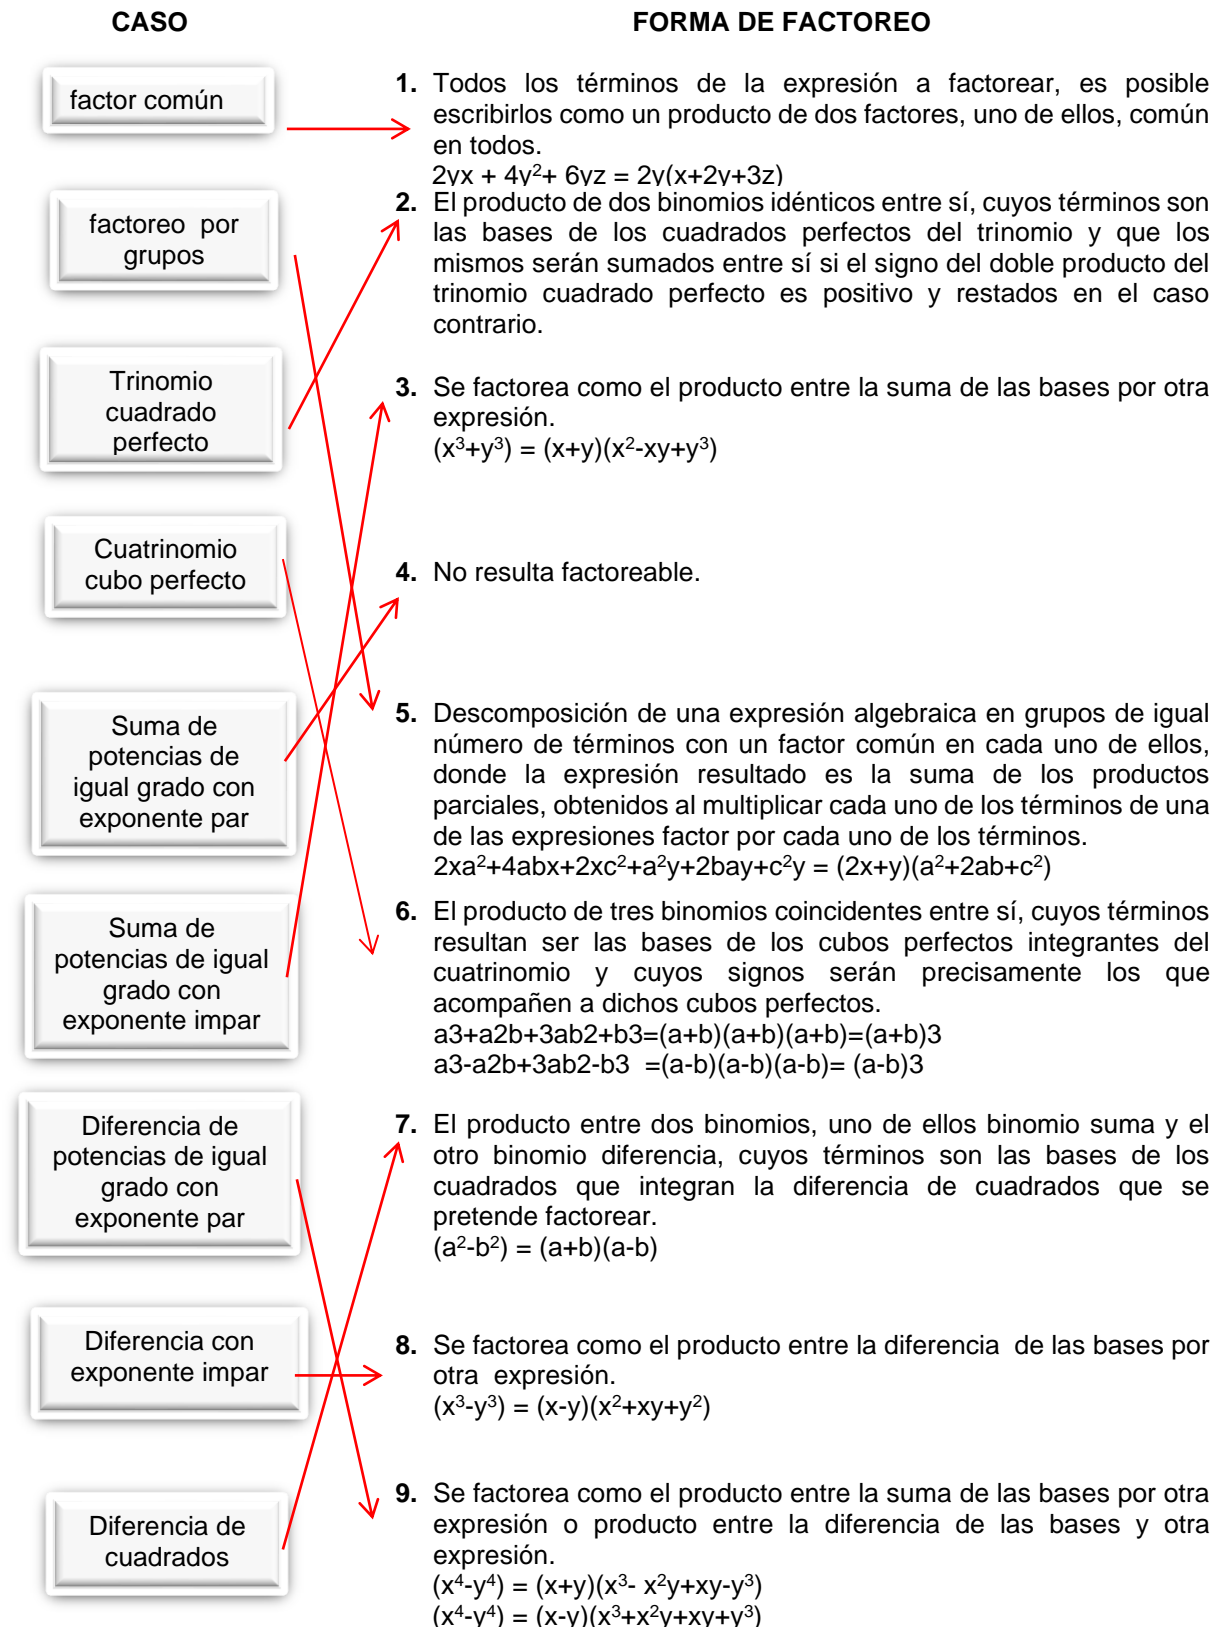 CASO
FORMA DE FACTOREO
factor común
1. Todos los términos de la expresión a factorear, es posible
escribirlos como un producto de dos factores, uno de ellos, común
en todos.
2yx + 4y²+ 6yz = 2y(x+2y+3z)
factoreo por
grupos
2. El producto de dos binomios idénticos entre sí, cuyos términos son
las bases de los cuadrados perfectos del trinomio y que los
mismos serán sumados entre sí si el signo del doble producto del
trinomio cuadrado perfecto es positivo y restados en el caso
contrario.
Trinomio
cuadrado
perfecto
3. Se factorea como el producto entre la suma de las bases por otra
expresión.
(x³+y³) = (x+y)(x²-xy+y³)
Cuatrinomio
cubo perfecto
4. No resulta factoreable.
Suma de
potencias de
igual grado con
exponente par
5. Descomposición de una expresión algebraica en grupos de igual
número de términos con un factor común en cada uno de ellos,
donde la expresión resultado es la suma de los productos
parciales, obtenidos al multiplicar cada uno de los términos de una
de las expresiones factor por cada uno de los términos.
2xa²+4abx+2xc²+a²y+2bay+c²y = (2x+y)(a²+2ab+c²)
Suma de
potencias de igual
grado con
exponente impar
6. El producto de tres binomios coincidentes entre sí, cuyos términos
resultan ser las bases de los cubos perfectos integrantes del
cuatrinomio y cuyos signos serán precisamente los que
acompañen a dichos cubos perfectos.
a3+a2b+3ab2+b3=(a+b)(a+b)(a+b)=(a+b)3
a3-a2b+3ab2-b3 =(a-b)(a-b)(a-b)= (a-b)3
Diferencia de
potencias de igual
grado con
exponente par
7. El producto entre dos binomios, uno de ellos binomio suma y el
otro binomio diferencia, cuyos términos son las bases de los
cuadrados que integran la diferencia de cuadrados que se
pretende factorear.
(a²-b²) = (a+b)(a-b)
Diferencia con
exponente impar
8. Se factorea como el producto entre la diferencia de las bases por
otra expresión.
(x³-y³) = (x-y)(x²+xy+y²)
Diferencia de
cuadrados
9. Se factorea como el producto entre la suma de las bases por otra
expresión o producto entre la diferencia de las bases y otra
expresión.
(x⁴-y⁴) = (x+y)(x³- x²y+xy-y³)
(x⁴-y⁴) = (x-y)(x³+x²y+xy+y³)